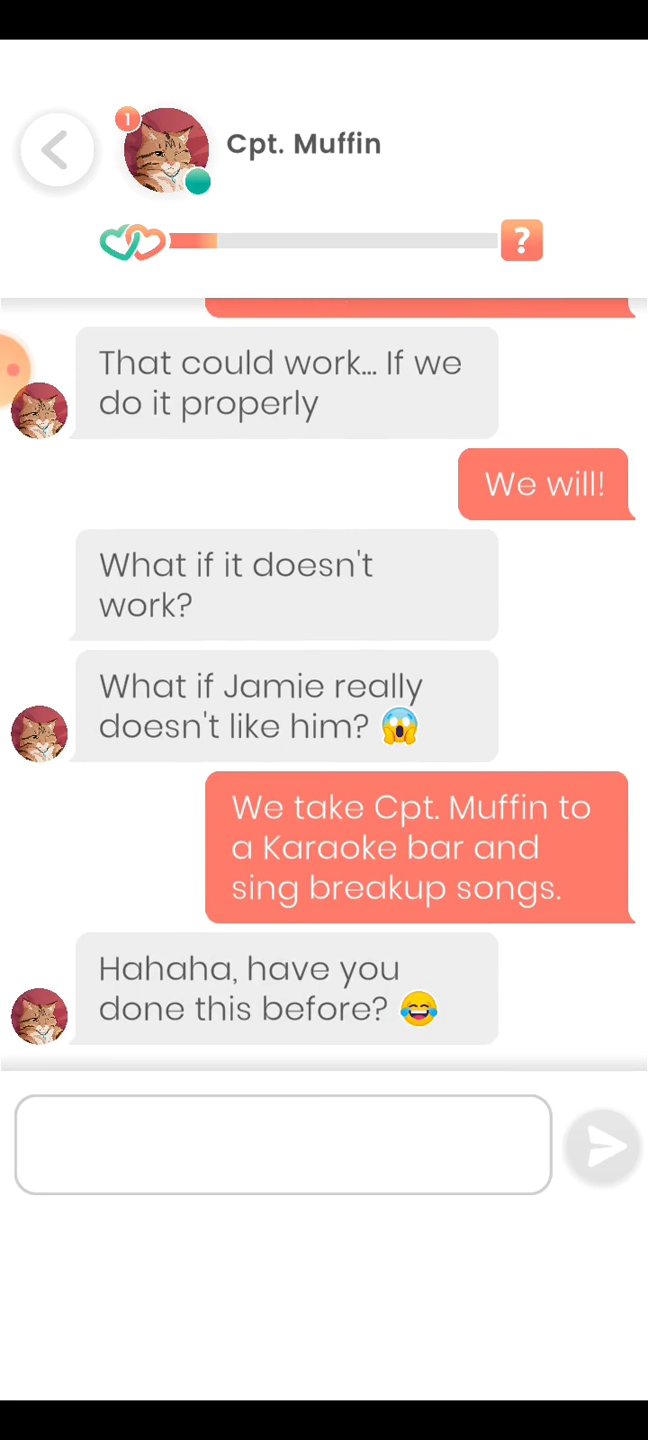 1
Cpt. Muffin
?
That could work... If we
do it properly
We will!
What if it doesn't
work?
What if Jamie really
doesn't like him? 😱
We take Cpt. Muffin to
a Karaoke bar and
sing breakup songs.
Hahaha, have you
done this before? 😂